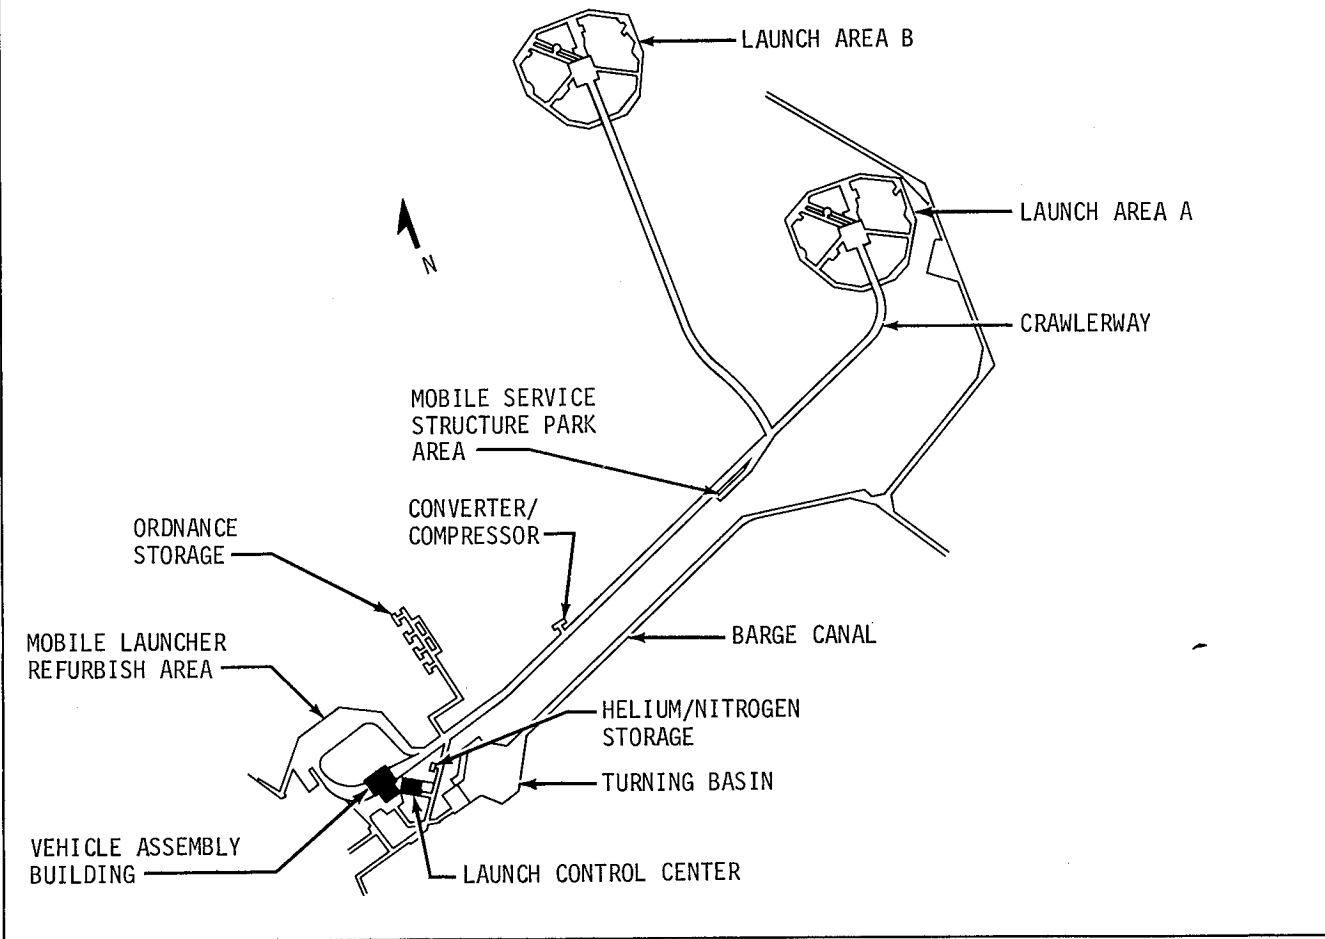 LAUNCH AREA B
LAUNCH AREA A
N
CRAWLERWAY
MOBILE SERVICE
STRUCTURE PARK
AREA
CONVERTER/
COMPRESSOR
ORDNANCE
STORAGE
MOBILE LAUNCHER
REFURBISH AREA
BARGE CANAL
HELIUM/NITROGEN
STORAGE
TURNING BASIN
VEHICLE ASSEMBLY
BUILDING
LAUNCH CONTROL CENTER